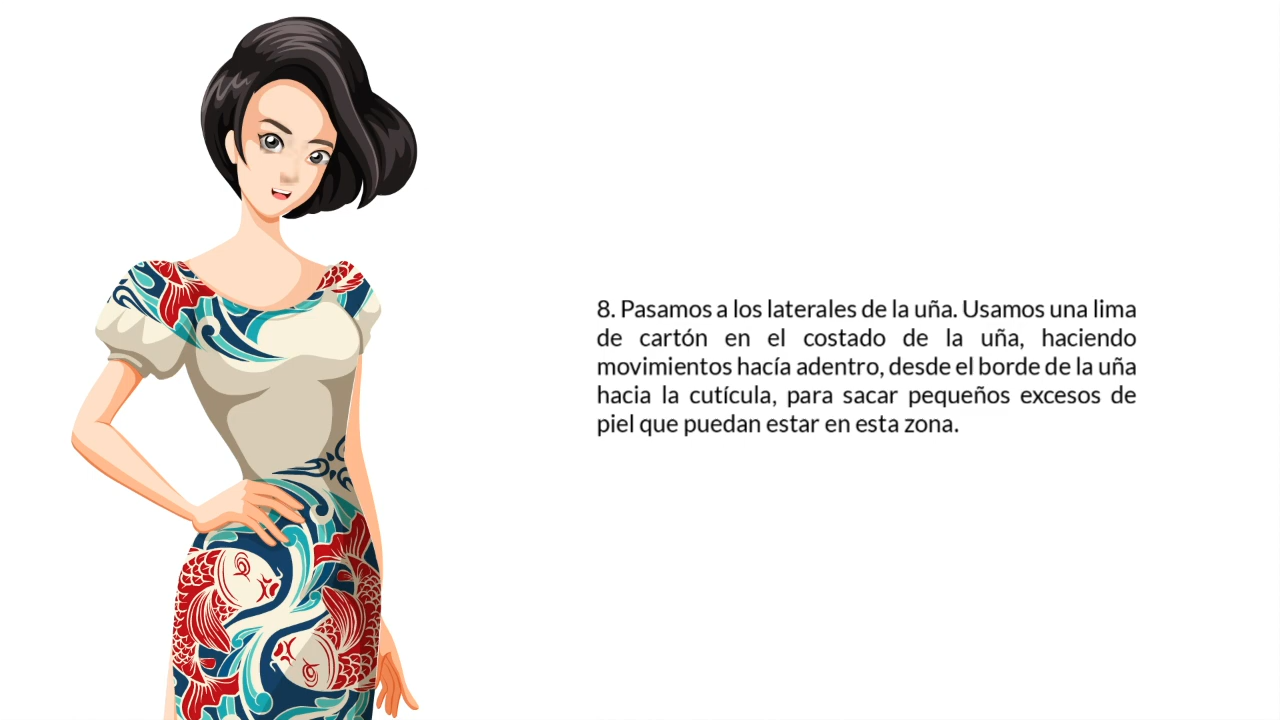 8. Pasamos a los laterales de la uña. Usamos una lima
de cartón en el costado de la uña, haciendo
movimientos hacía adentro, desde el borde de la uña
hacia la cutícula, para sacar pequeños excesos de
piel que puedan estar en esta zona.